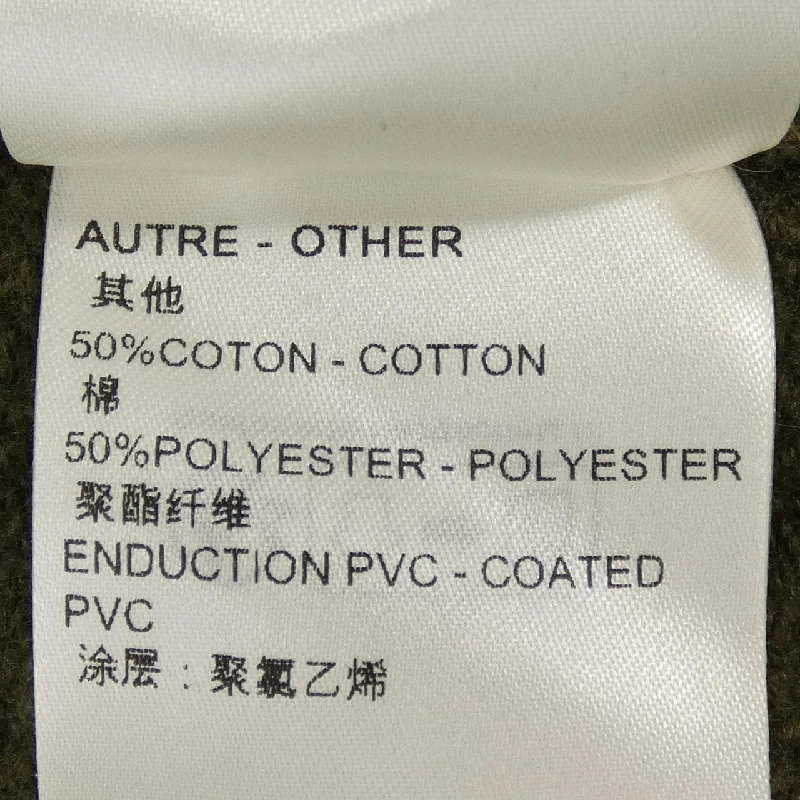 AUTRE - OTHER
其他
50%COTON - COTTON
棉
50%POLYESTER - POLYESTER
聚酯纤维
ENDUCTION PVC - COATED
PVC
涂层：聚氯乙烯